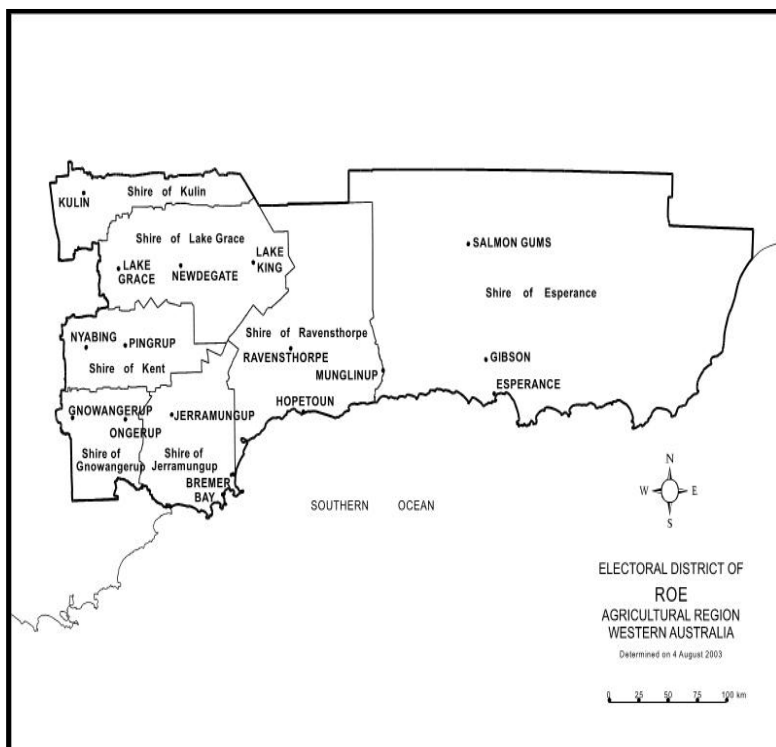 Shire of Kulin
KULIN
Shire of Lake Grace
LAKE
GRACE
NEWDEGATE
LAKE
KING
SALMON GUMS
Shire of Esperance
NYABING
PINGRUP
Shire of Kent
Shire of Ravensthorpe
RAVENSTHORPE
MUNGLINUP
GIBSON
ESPERANCE
HOPETOUN
GNOWANGERUP
ONGERUP
JERRAMUNGUP
Shire of
Gnowangerup
Shire of
Jerramungup
BREMER
BAY
SOUTHERN OCEAN
N
W E
S
ELECTORAL DISTRICT OF
ROE
AGRICULTURAL REGION
WESTERN AUSTRALIA
Determined on 4 August 2003
0 25 50 75 100 km